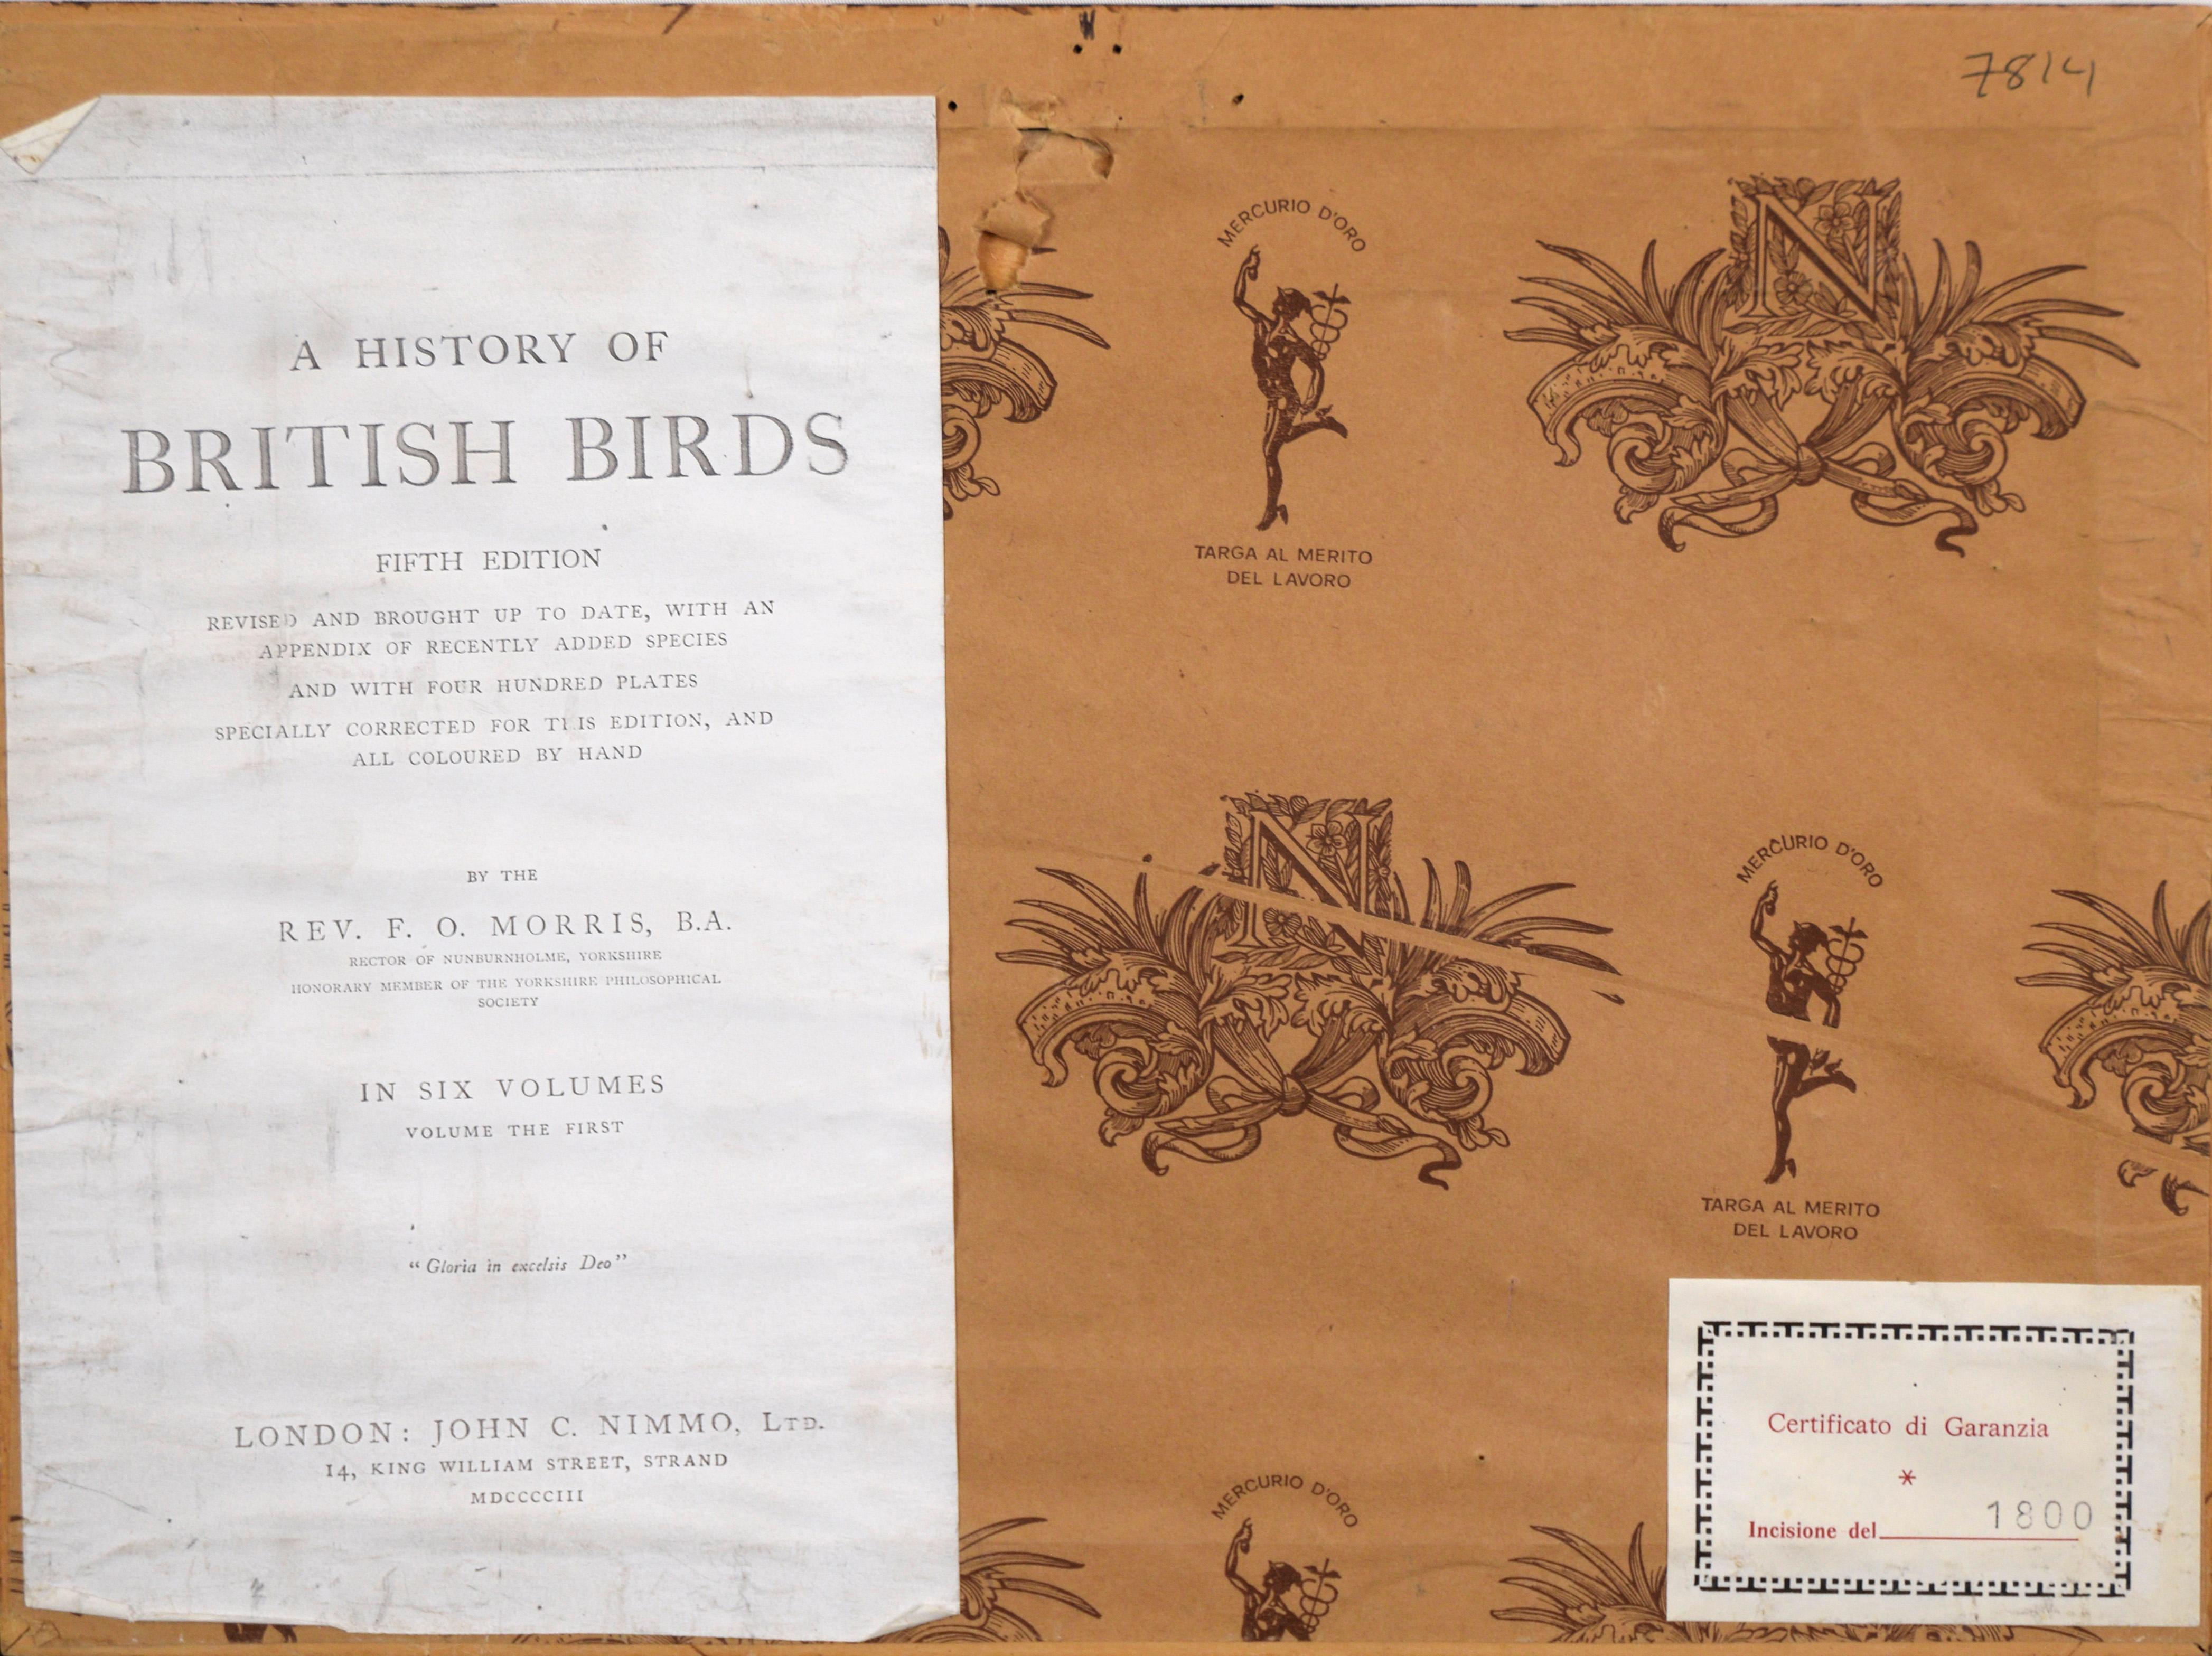 A HISTORY OF
BRITISH BIRDS
FIFTH EDITION
REVISED AND BROUGHT UP TO DATE, WITH AN
APPENDIX OF RECENTLY ADDED SPECIES
AND WITH FOUR HUNDRED PLATES
SPECIALLY CORRECTED FOR THIS EDITION, AND
ALL COLOURED BY HAND
BY THE
REV. F. O. MORRIS, B.A.
RECTOR OF NUNBURNHOLME, YORKSHIRE
HONORARY MEMBER OF THE YORKSHIRE PHILOSOPHICAL
SOCIETY
IN SIX VOLUMES
VOLUME THE FIRST
“Gloria in excelsis Deo”
LONDON: JOHN C. NIMMO, LTD.
14, KING WILLIAM STREET, STRAND
MDCCCCIII
7814
MERCURIO D'ORO
TARGA AL MERITO
DEL LAVORO
N
N
MERCURIO D'ORO
TARGA AL MERITO
DEL LAVORO
MERCURIO D'ORO
Certificato di Garanzia
*
Incisione del 1800